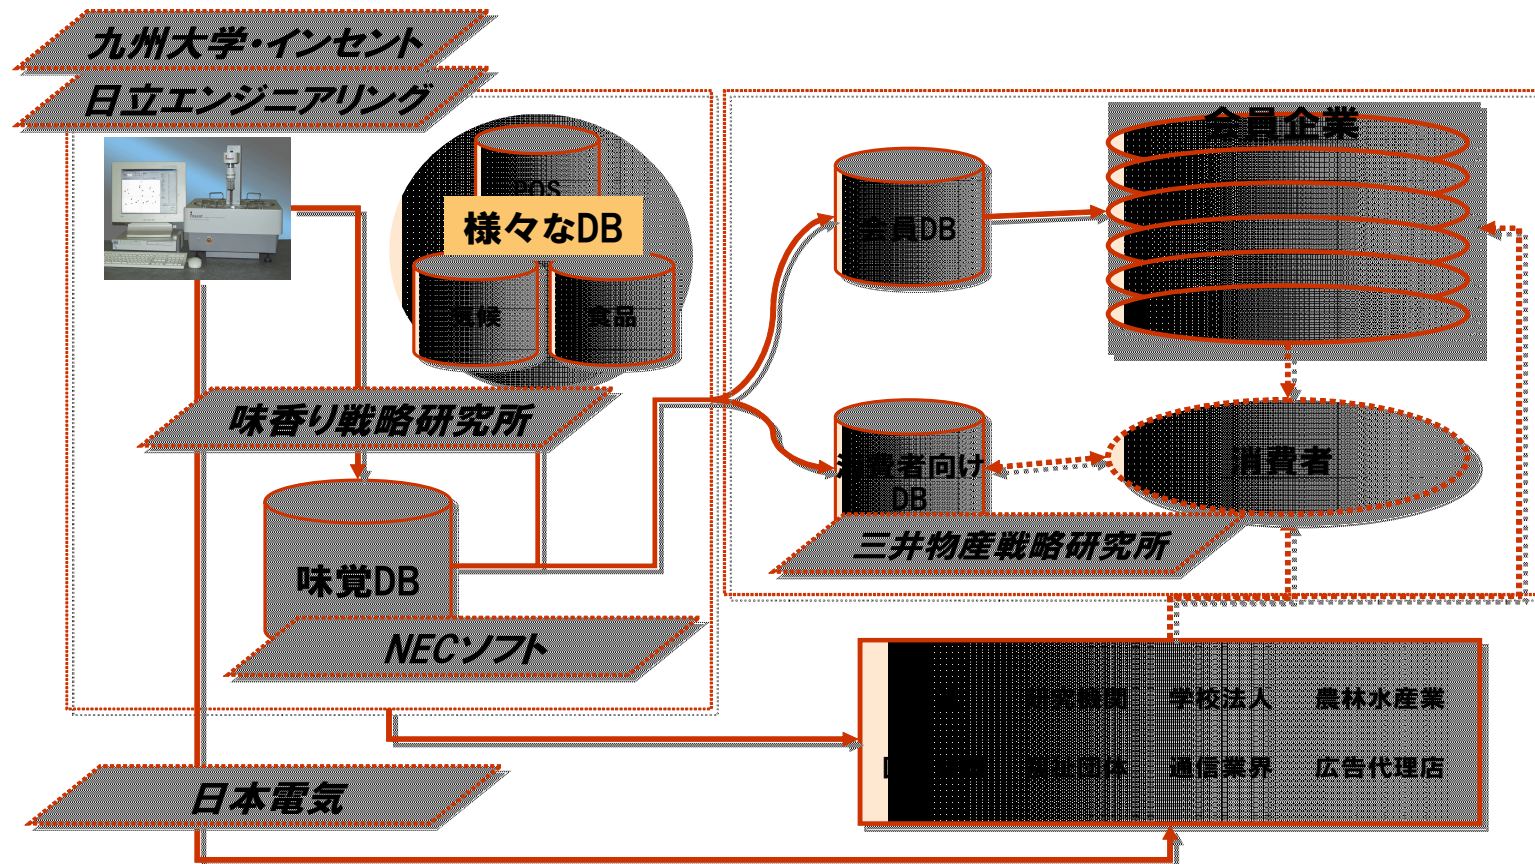 九州大学・インセント
日立エンジニアリング
POS
様々なDB
気候
食品
味香り戦略研究所
味覚DB
NECソフト
日本電気
会員DB
会員企業
消費者向け
DB
消費者
三井物産戦略研究所
研究機関 学校法人 農林水産業
福祉団体 通信業界 広告代理店